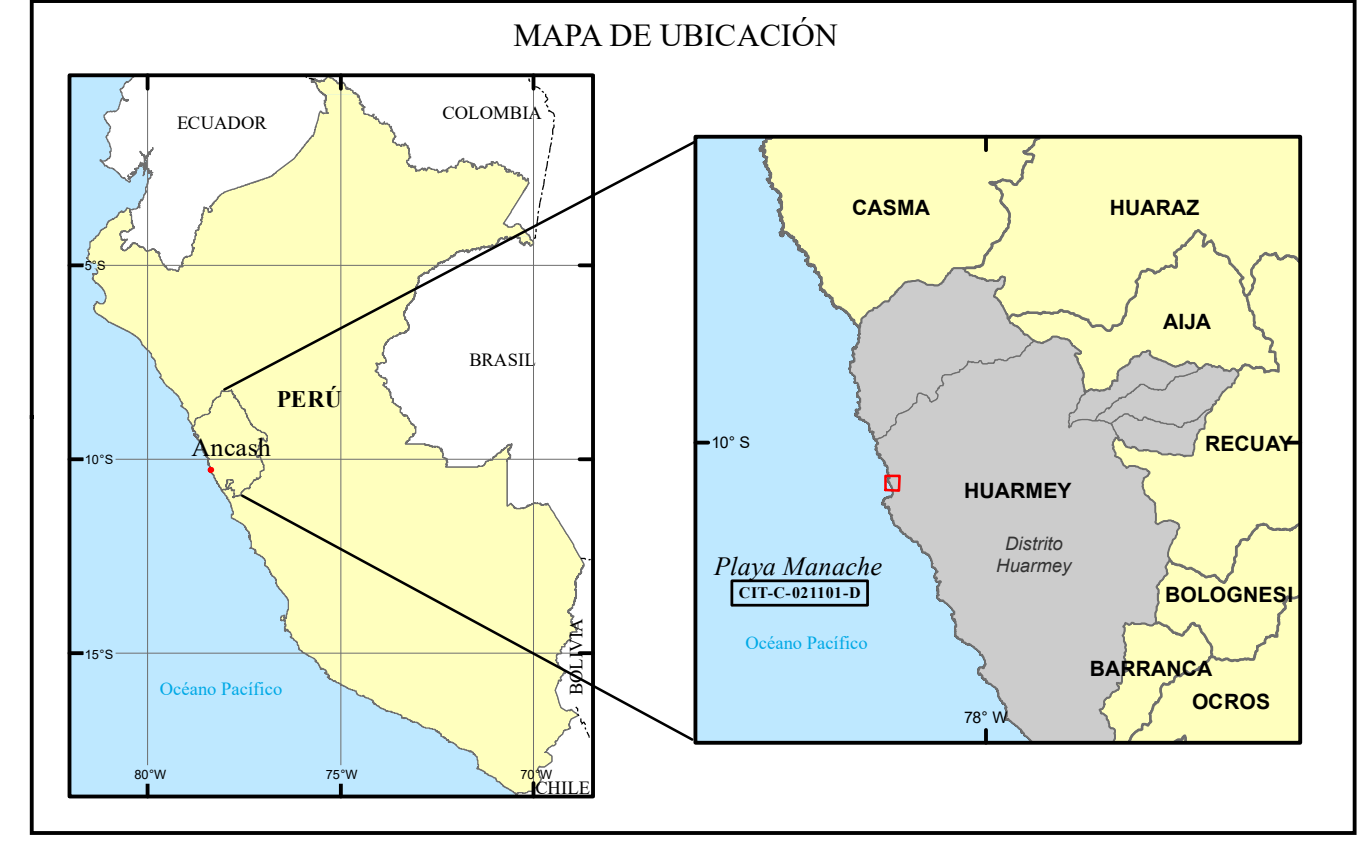 MAPA DE UBICACIÓN
ECUADOR
COLOMBIA
BRASIL
PERÚ
Ancash
BOLIVIA
CHILE
Océano Pacífico
5°S
10°S
15°S
80°W
75°W
70°W
CASMA
HUARAZ
AIJA
RECUAY
10° S
HUARMEY
Distrito
Huarmey
Playa Manache
CIT-C-021101-D
Océano Pacífico
BOLOGNESI
BARRANCA
OCROS
78° W